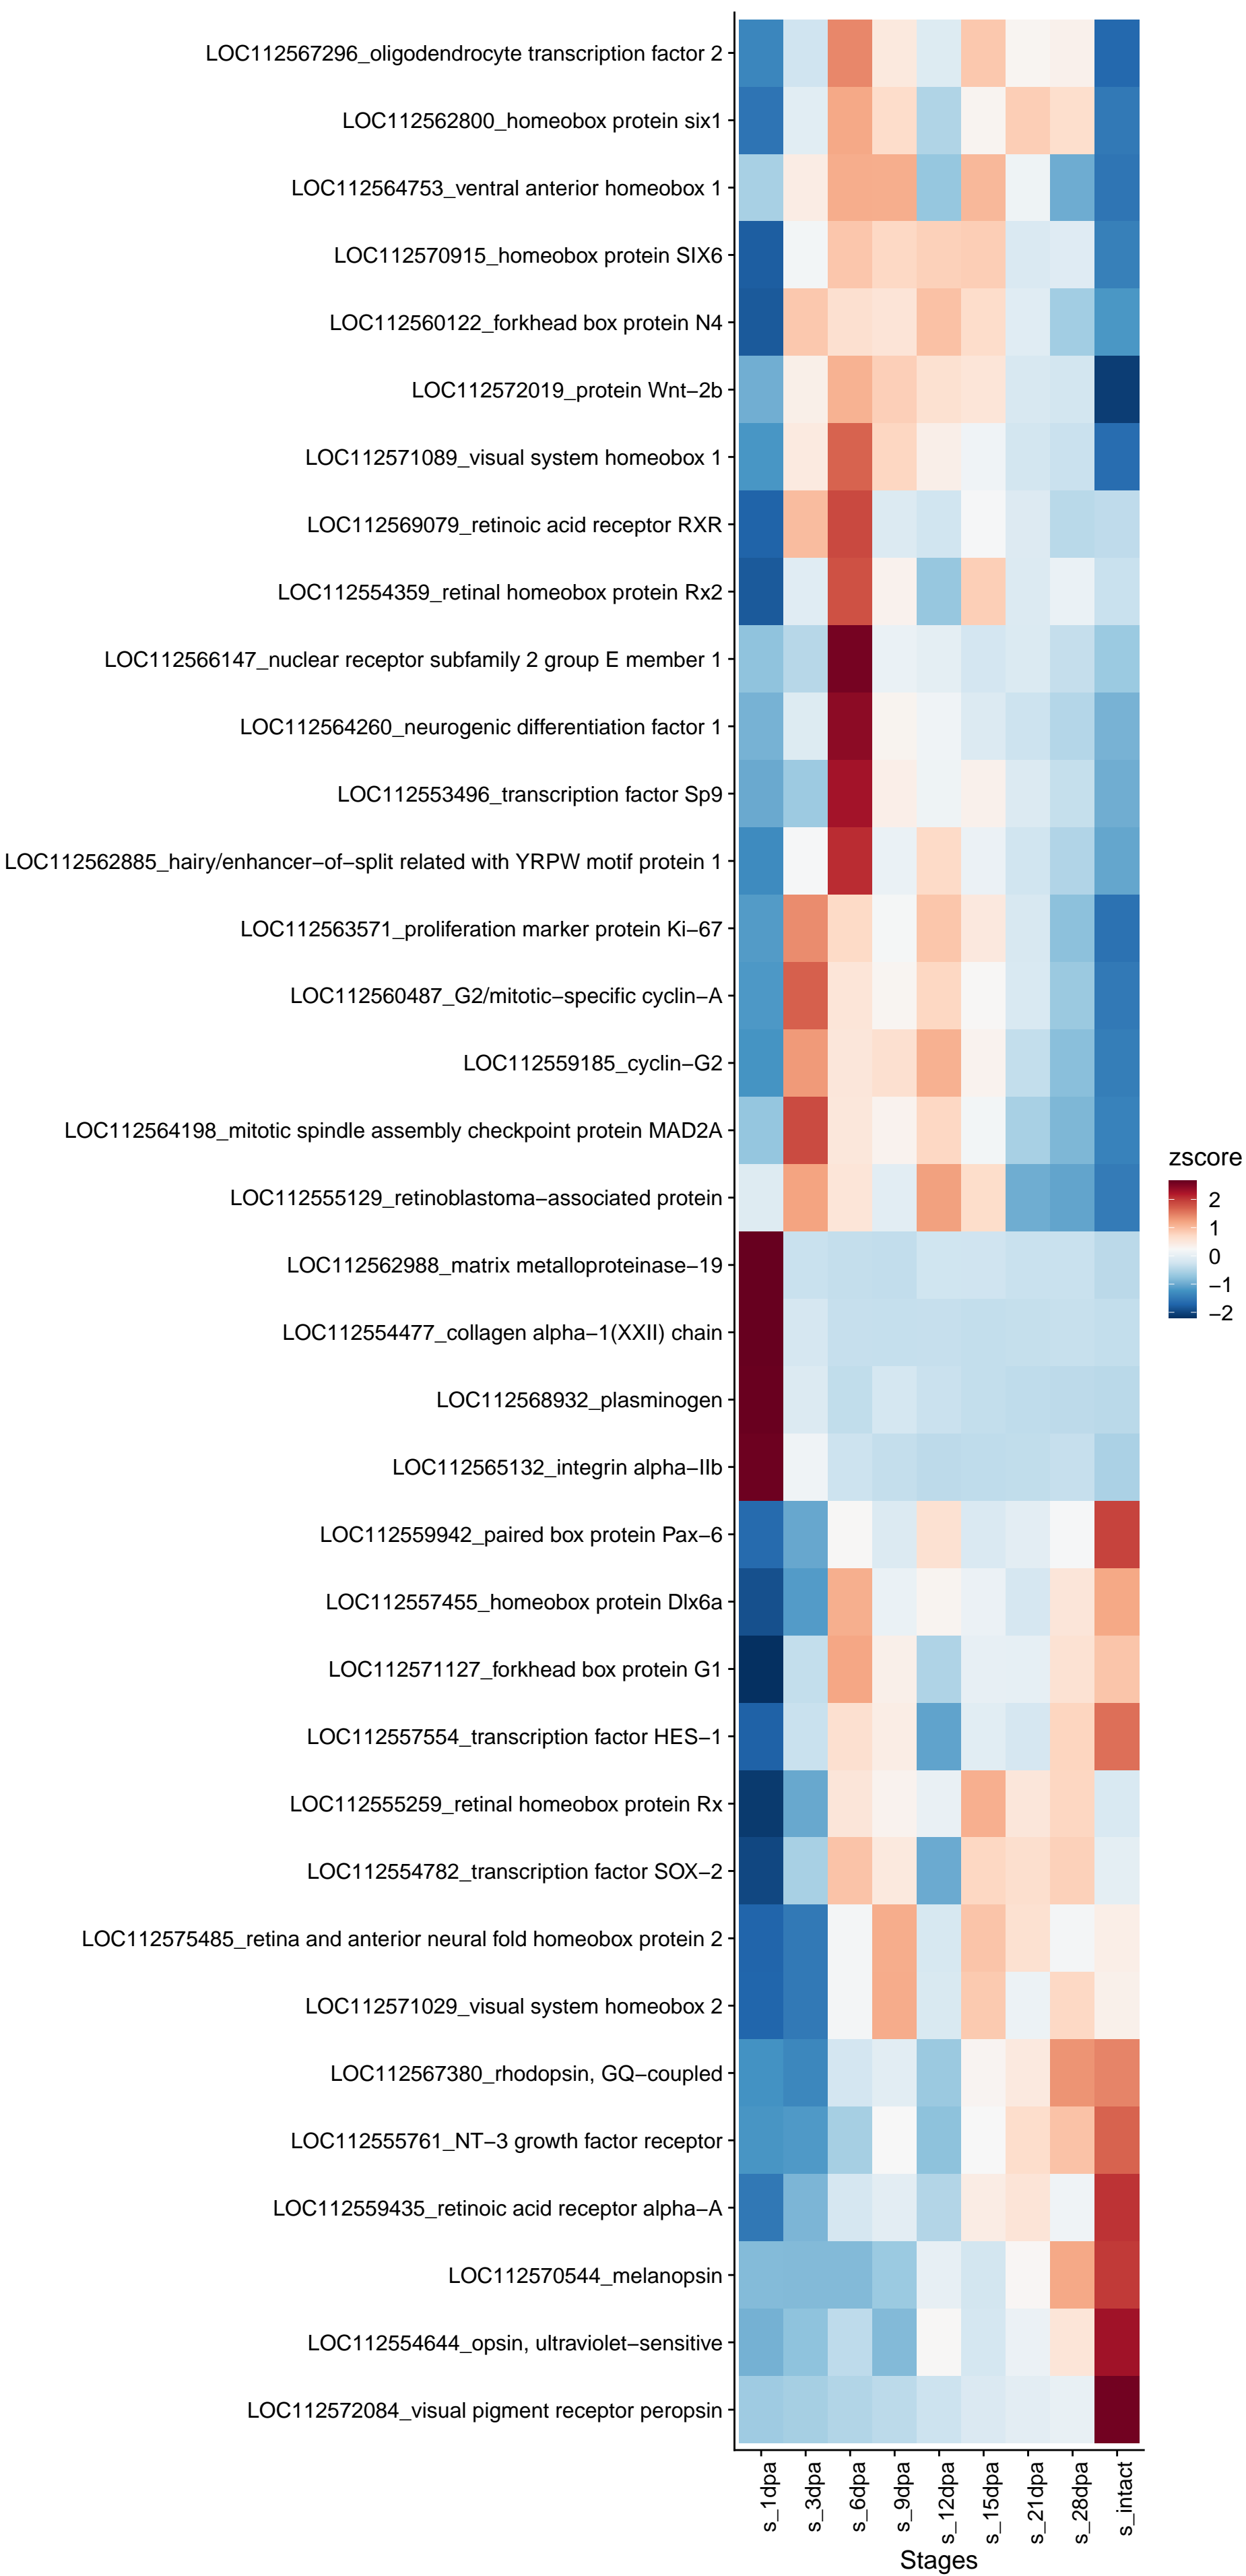 LOC112567296_oligodendrocyte transcription factor 2
LOC112562800_homeobox protein six1
LOC112564753_ventral anterior homeobox 1
LOC112570915_homeobox protein SIX6
LOC112560122_forkhead box protein N4
LOC112572019_protein Wnt−2b
LOC112571089_visual system homeobox 1
LOC112569079_retinoic acid receptor RXR
LOC112554359_retinal homeobox protein Rx2
LOC112566147_nuclear receptor subfamily 2 group E member 1
LOC112564260_neurogenic differentiation factor 1
LOC112553496_transcription factor Sp9
LOC112562885_hairy/enhancer−of−split related with YRPW motif protein 1
LOC112563571_proliferation marker protein Ki−67
LOC112560487_G2/mitotic−specific cyclin−A
LOC112559185_cyclin−G2
LOC112564198_mitotic spindle assembly checkpoint protein MAD2A
LOC112555129_retinoblastoma−associated protein
LOC112562988_matrix metalloproteinase−19
LOC112554477_collagen alpha−1(XXII) chain
LOC112568932_plasminogen
LOC112565132_integrin alpha−IIb
LOC112559942_paired box protein Pax−6
LOC112557455_homeobox protein Dlx6a
LOC112571127_forkhead box protein G1
LOC112557554_transcription factor HES−1
LOC112555259_retinal homeobox protein Rx
LOC112554782_transcription factor SOX−2
LOC112575485_retina and anterior neural fold homeobox protein 2
LOC112571029_visual system homeobox 2
LOC112567380_rhodopsin, GQ−coupled
LOC112555761_NT−3 growth factor receptor
LOC112559435_retinoic acid receptor alpha−A
LOC112570544_melanopsin
LOC112554644_opsin, ultraviolet−sensitive
LOC112572084_visual pigment receptor peropsin
s_1dpa
s_3dpa
s_6dpa
s_9dpa
s_12dpa
s_15dpa
s_21dpa
s_28dpa
s_intact
Stages
zscore
2
1
0
−1
−2